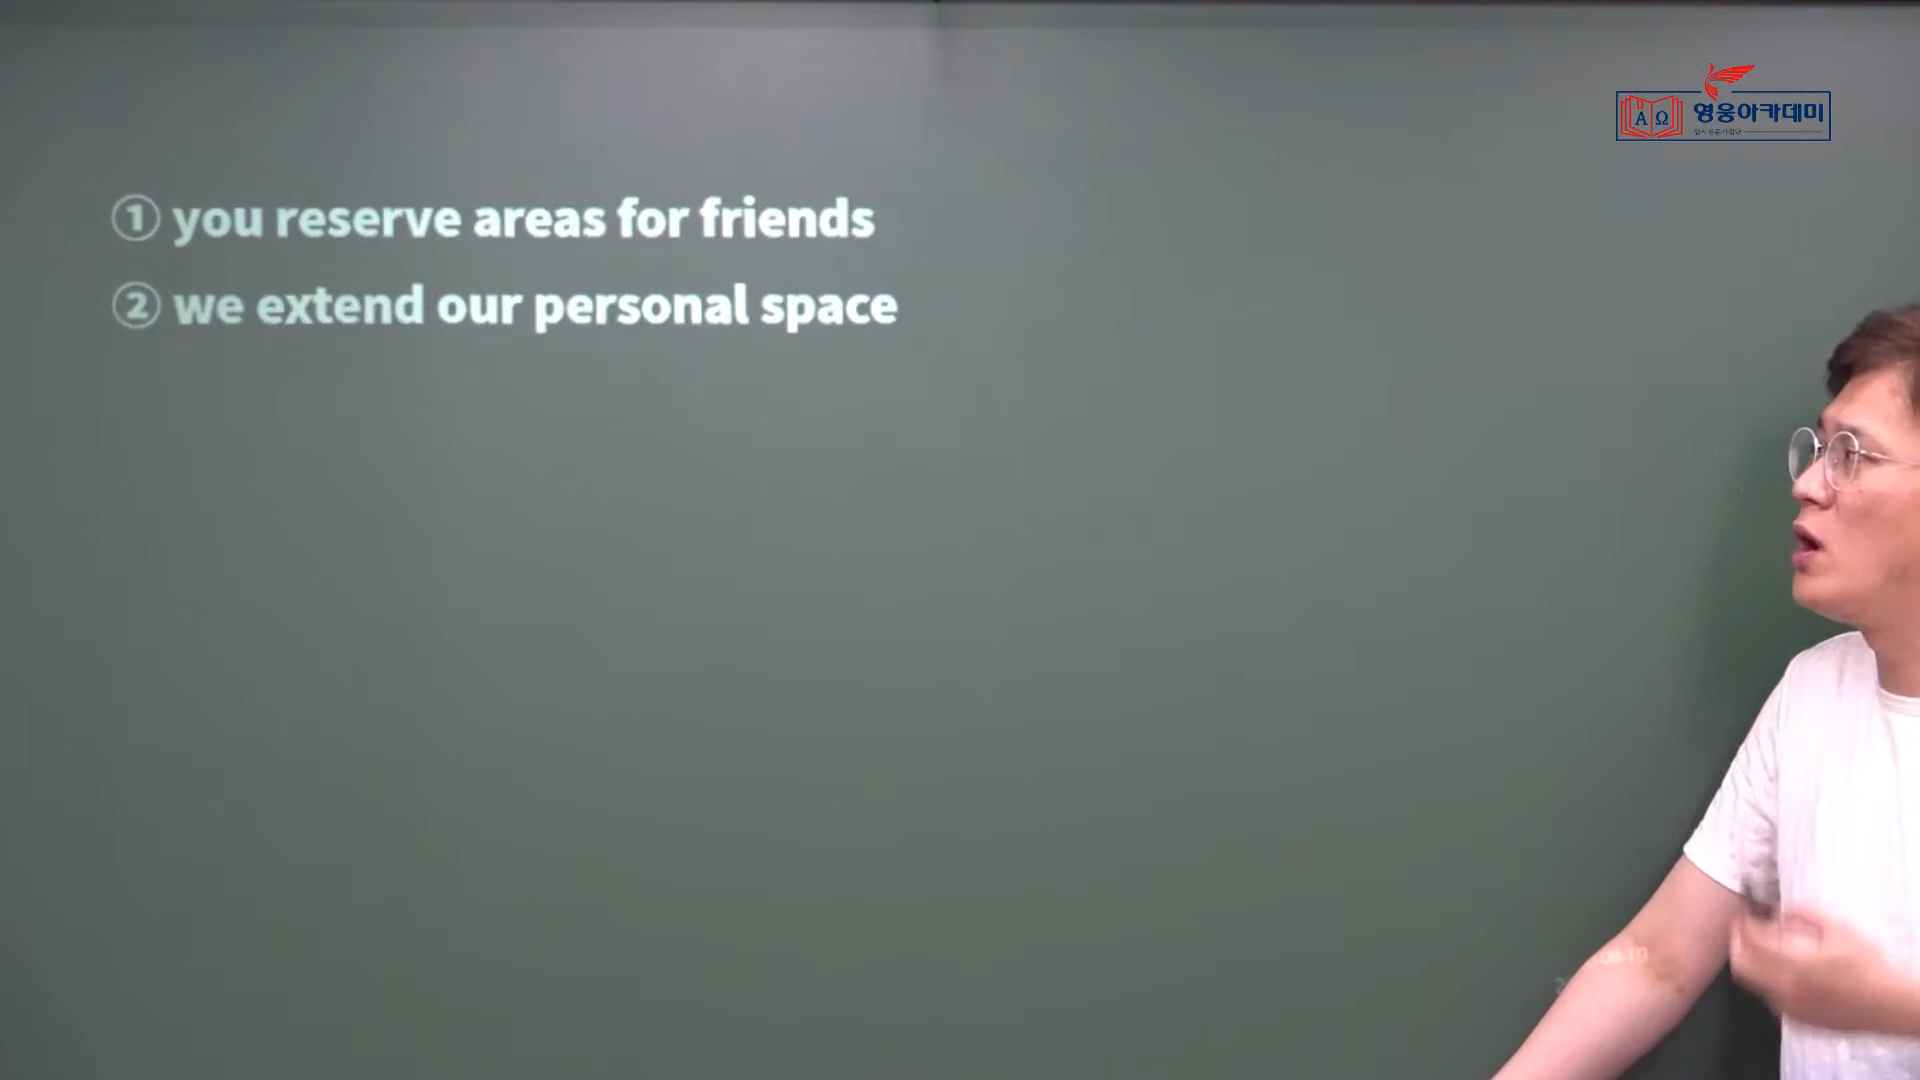 영웅아카데미
① you reserve areas for friends
② we extend our personal space